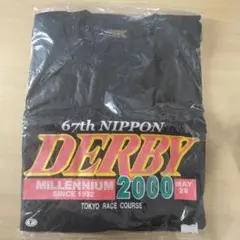 67th NIPPON
DERBY
MILLENNIUM 2000 MAY 28
SINCE 1932
TOKYO RACE COURSE